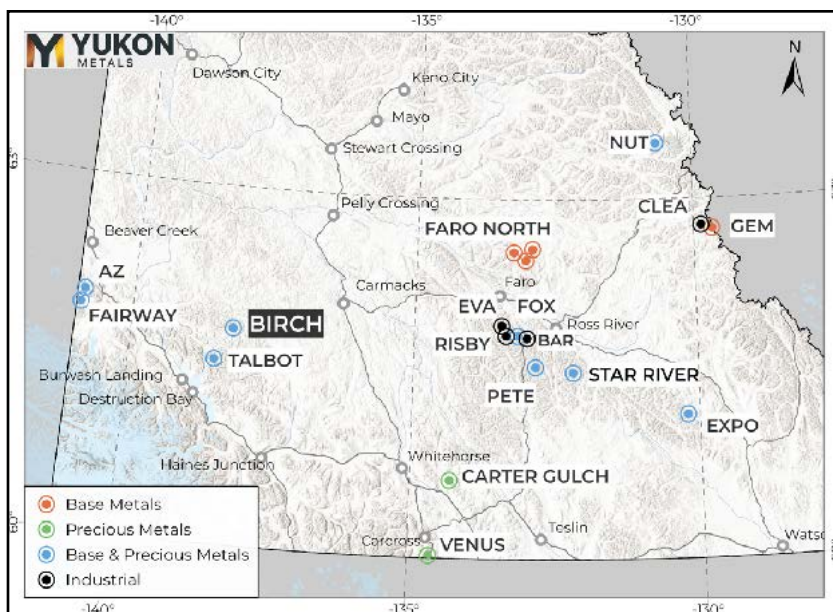 -140°
-135°
-130°
YUKON
METALS
N
Dawson City
Keno City
Mayo
Stewart Crossing
NUT
63°
Pelly Crossing
CLEA
GEM
FARO NORTH
Beaver Creek
AZ
Faro
Carmacks
EVA
FOX
FAIRWAY
BIRCH
Ross River
RISBY
BAR
TALBOT
STAR RIVER
Burwash Landing
PETE
Destruction Bay
EXPO
Haines Junction
Whitehorse
CARTER GULCH
Base Metals
Precious Metals
Base & Precious Metals
Industrial
60°
Carcross
VENUS
Teslin
Watso
-140°
-135°
-130°